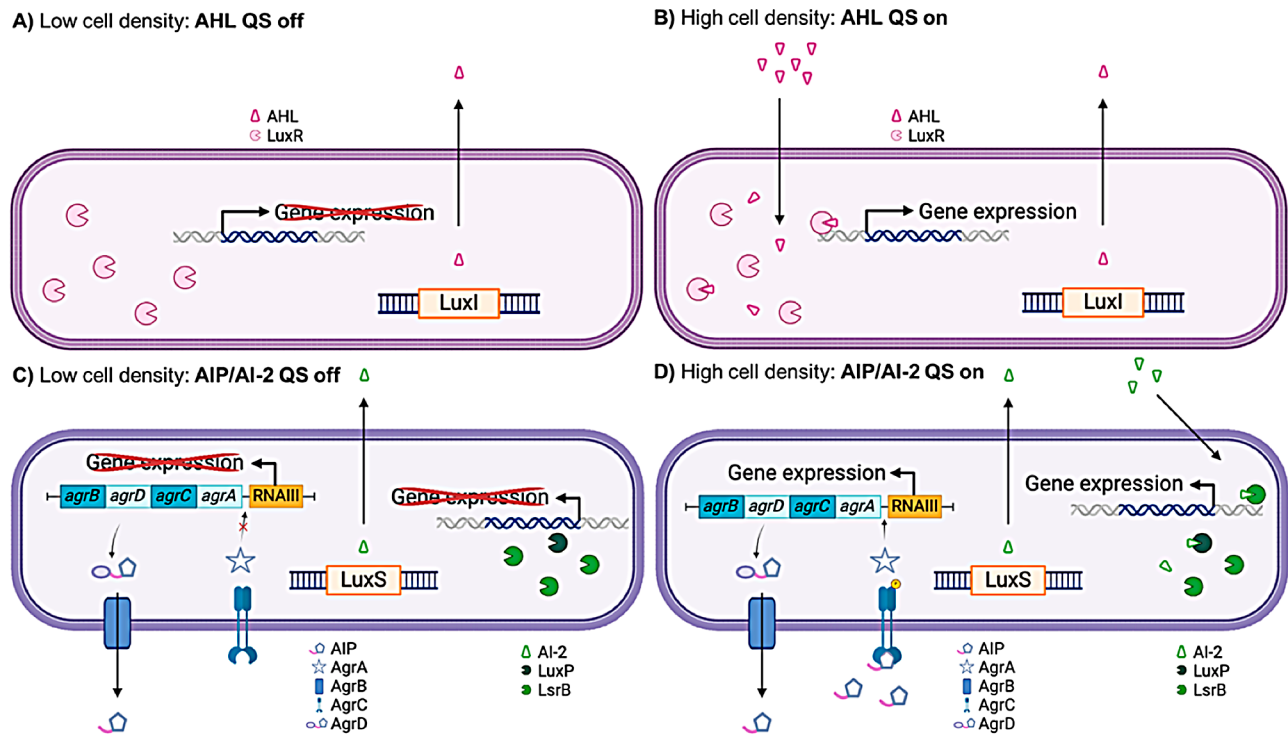 A) Low cell density: AHL QS off
AHL
LuxR
Gene expression
LuxI
B) High cell density: AHL QS on
AHL
LuxR
Gene expression
LuxI
C) Low cell density: AIP/AI-2 QS off
Gene expression
agrB agrD agrC agrA RNAIII
Gene expression
LuxS
AIP
AgrA
AgrB
AgrC
AgrD
AI-2
LuxP
LsrB
D) High cell density: AIP/AI-2 QS on
Gene expression
agrB agrD agrC agrA RNAIII
Gene expression
LuxS
AIP
AgrA
AgrB
AgrC
AgrD
AI-2
LuxP
LsrB